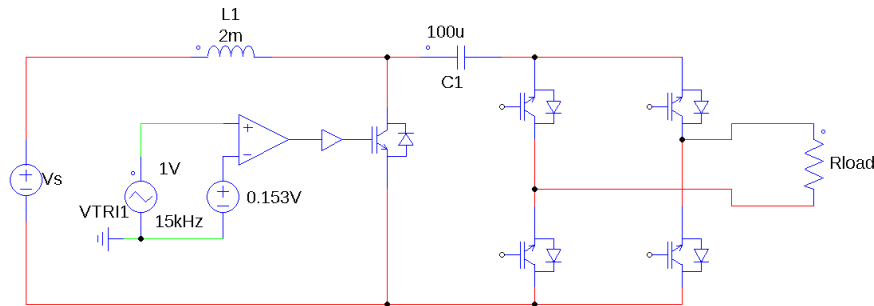 L1
2m
100u
C1
Vs
1V
VTRI1
15kHz
0.153V
Rload